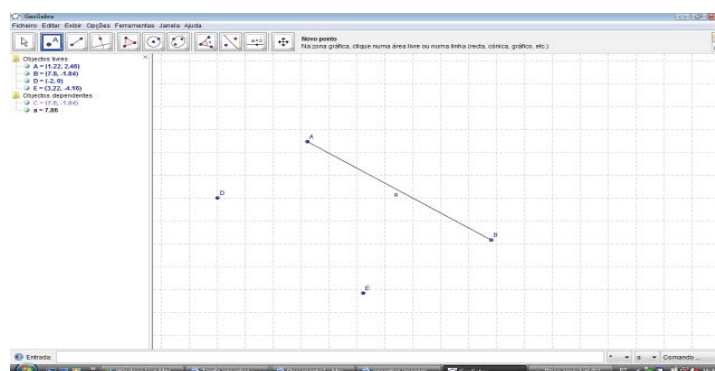 GeoGebra
Ficheiro Editar Exibir Opções Ferramentas Janela Ajuda
Novo ponto
Na zona gráfica, clique numa área livre ou numa linha (recta, cónica, gráfico, etc.)
Objectos livres
A = (1.22, 2.46)
B = (7.8, -1.84)
D = (-2, 0)
E = (3.22, -4.16)
Objectos dependentes
C = (7.8, -1.84)
a = 7.86
A
D
a
B
E
Entrada:
Comando ...